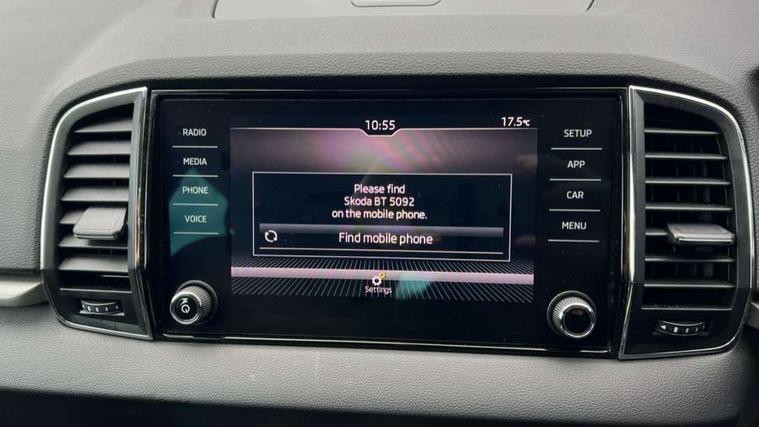 10:55
17.5°C
RADIO
MEDIA
PHONE
VOICE
Please find
Skoda BT 5092
on the mobile phone.
Find mobile phone
Settings
SETUP
APP
CAR
MENU